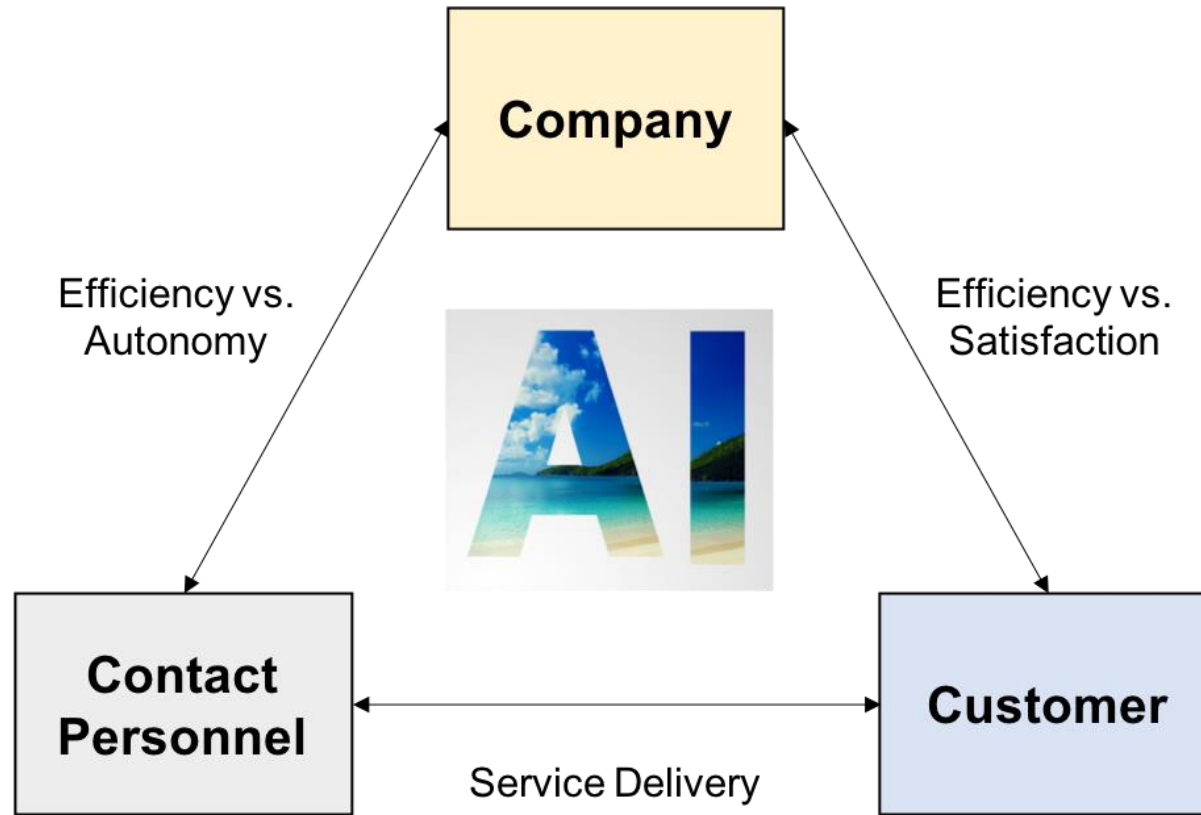 Company
Efficiency vs.
Autonomy
Efficiency vs.
Satisfaction
AI
Contact
Personnel
Customer
Service Delivery